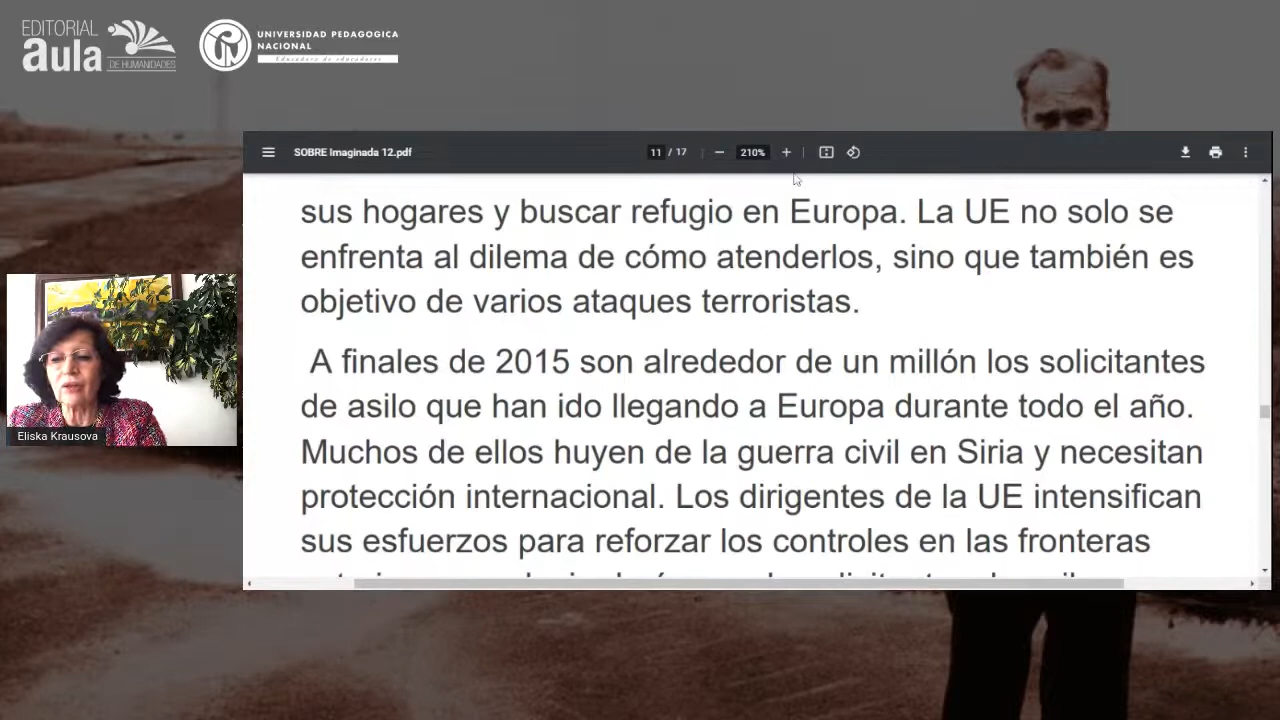 EDITORIAL
aula
DE HUMANIDADES
UNIVERSIDAD PEDAGOGICA
NACIONAL
Educadora de educadores
SOBRE Imaginada 12.pdf
11 / 17
210%
sus hogares y buscar refugio en Europa. La UE no solo se
enfrenta al dilema de cómo atenderlos, sino que también es
objetivo de varios ataques terroristas.
A finales de 2015 son alrededor de un millón los solicitantes
de asilo que han ido llegando a Europa durante todo el año.
Muchos de ellos huyen de la guerra civil en Siria y necesitan
protección internacional. Los dirigentes de la UE intensifican
sus esfuerzos para reforzar los controles en las fronteras
Eliska Krausova